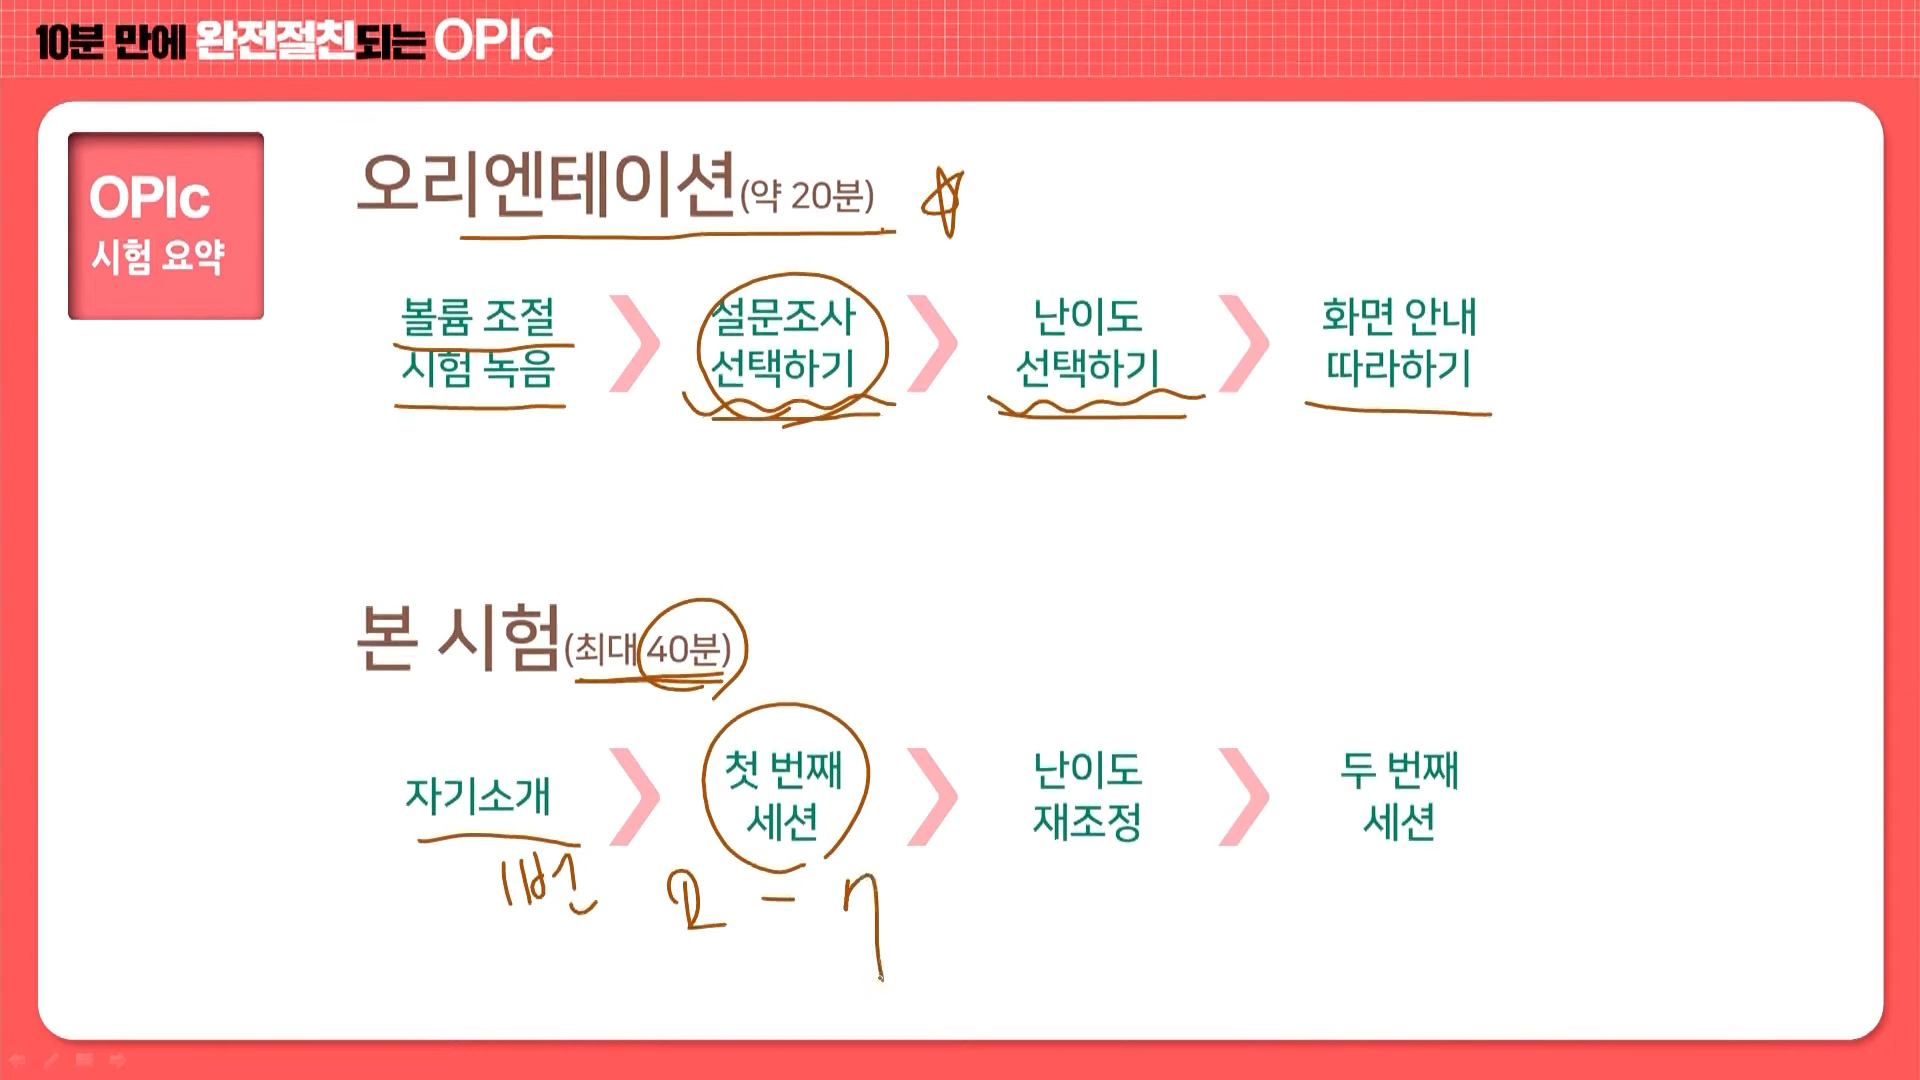 10분 만에 완전절친되는 OPIc
OPIc
시험 요약
오리엔테이션(약 20분)
볼륨 조절
시험 녹음
설문조사
선택하기
난이도
선택하기
화면 안내
따라하기
본 시험(최대 40분)
자기소개
첫 번째
세션
난이도
재조정
두 번째
세션
1번
2 - 7